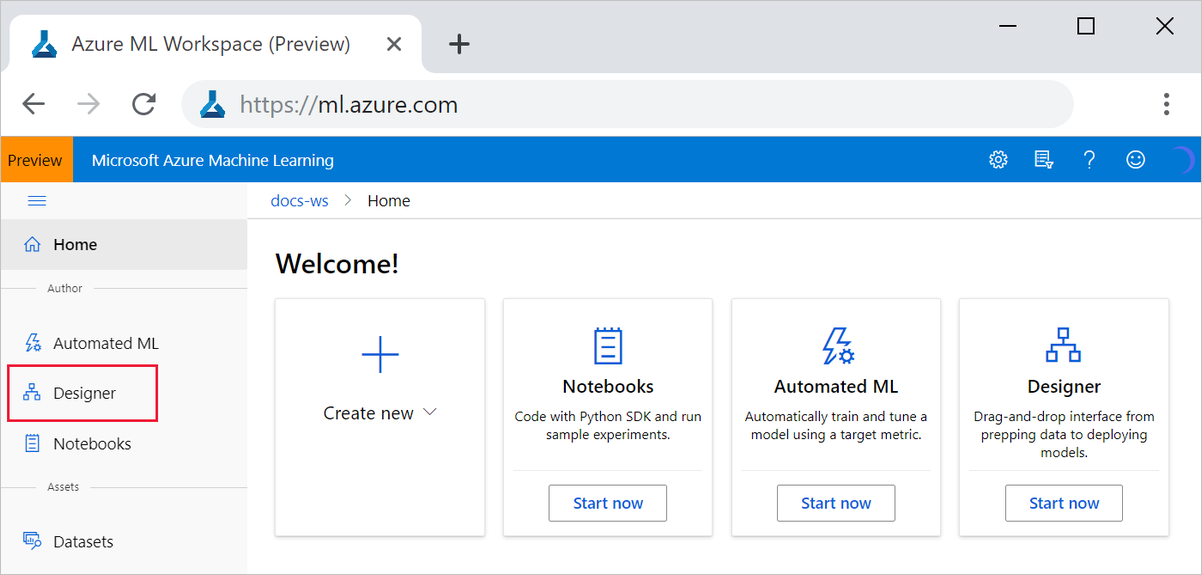 Azure ML Workspace (Preview)
https://ml.azure.com
Preview
Microsoft Azure Machine Learning
docs-ws > Home
Home
Author
Automated ML
Designer
Notebooks
Assets
Datasets
Welcome!
Create new
Notebooks
Code with Python SDK and run
sample experiments.
Start now
Automated ML
Automatically train and tune a
model using a target metric.
Start now
Designer
Drag-and-drop interface from
prepping data to deploying
models.
Start now